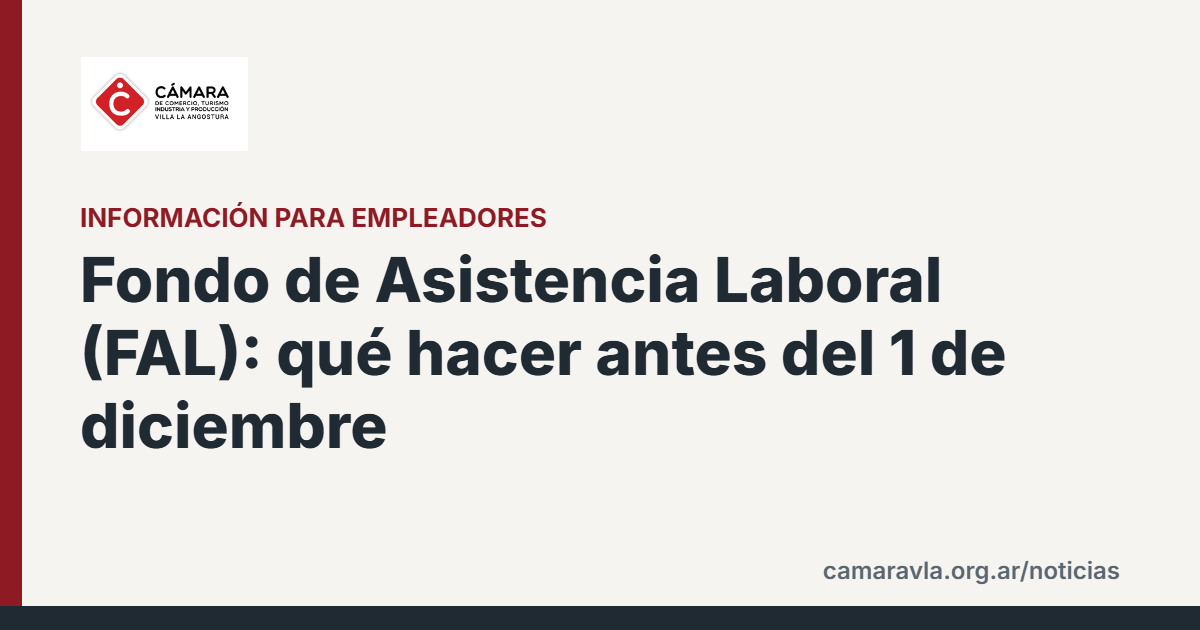 CÁMARA
DE COMERCIO, TURISMO
INDUSTRIA Y PRODUCCIÓN
VILLA LA ANGOSTURA
INFORMACIÓN PARA EMPLEADORES
Fondo de Asistencia Laboral
(FAL): qué hacer antes del 1 de
diciembre
camaravla.org.ar/noticias